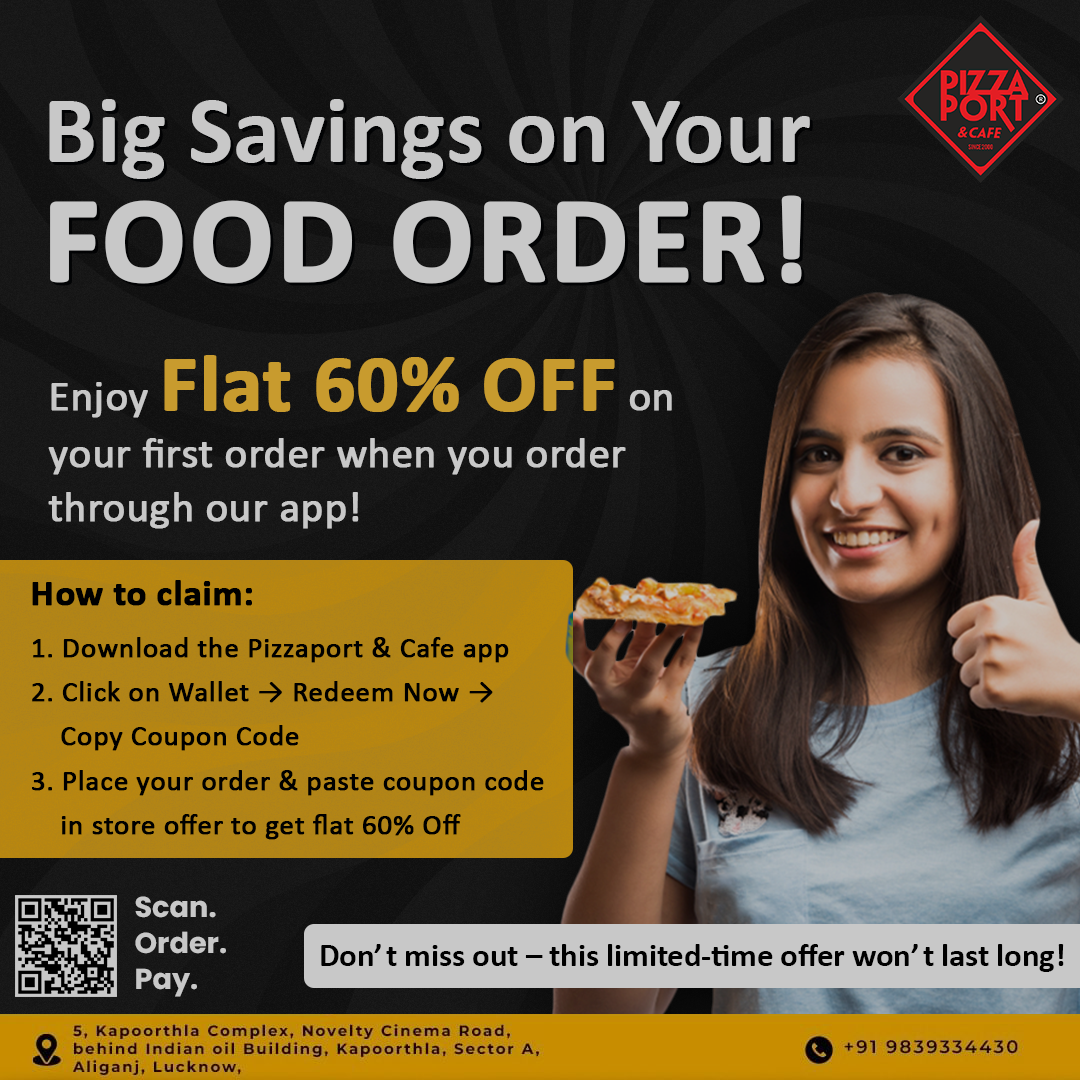 PIZZA
PORT ®
& CAFE
SINCE 2000
Big Savings on Your
FOOD ORDER!
Enjoy Flat 60% OFF on
your first order when you order
through our app!
How to claim:
1. Download the Pizzaport & Cafe app
2. Click on Wallet → Redeem Now →
Copy Coupon Code
3. Place your order & paste coupon code
in store offer to get flat 60% Off
Scan.
Order.
Pay.
Don't miss out – this limited-time offer won't last long!
5, Kapoorthla Complex, Novelty Cinema Road,
behind Indian oil Building, Kapoorthla, Sector A,
Aliganj, Lucknow,
+91 9839334430